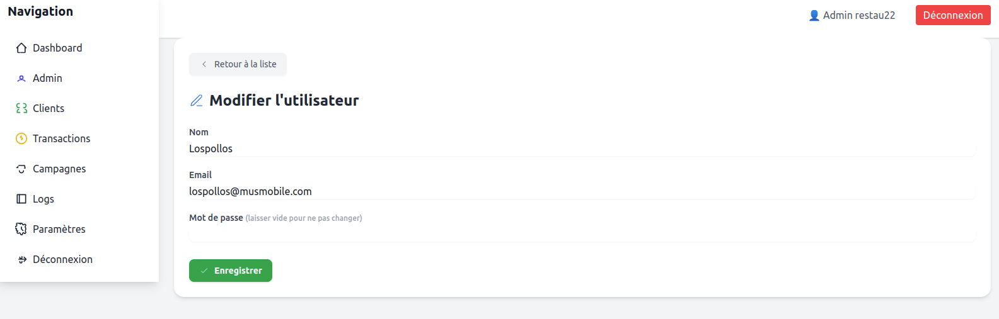 Navigation
Dashboard
Admin
Clients
Transactions
Campagnes
Logs
Paramètres
Déconnexion
Admin restau22
Déconnexion
Retour à la liste
Modifier l'utilisateur
Nom
Lospollos
Email
lospollos@musmobile.com
Mot de passe (laisser vide pour ne pas changer)
Enregistrer